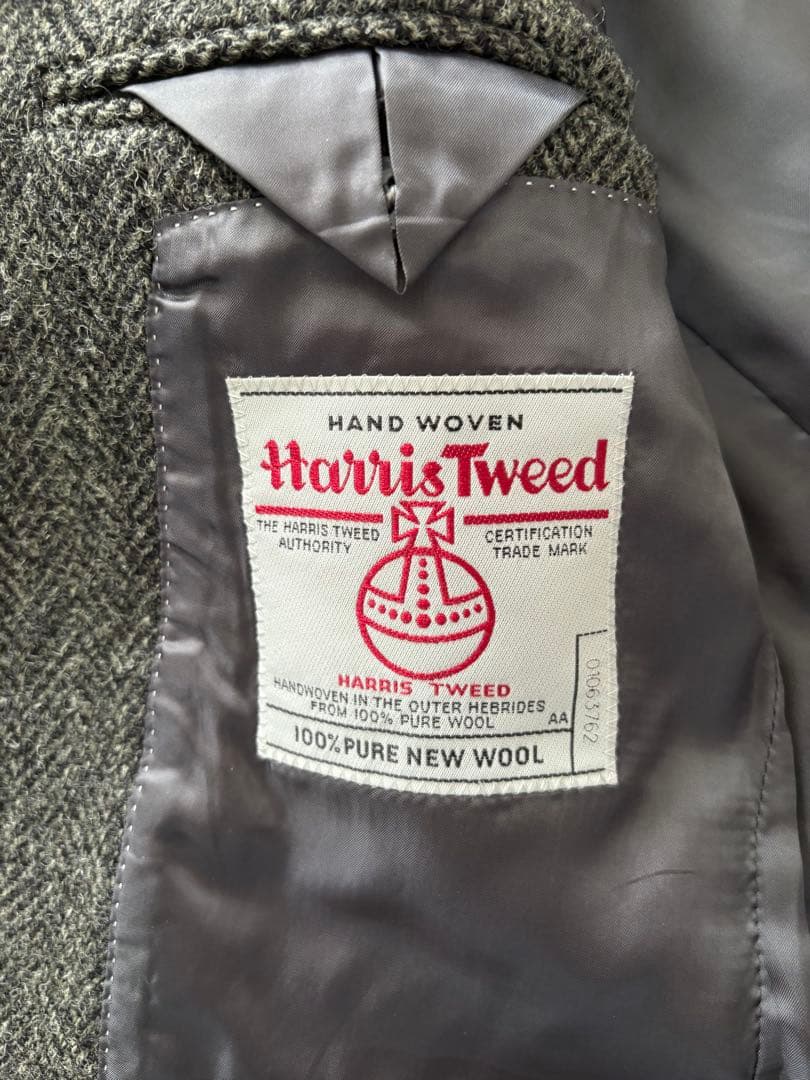 HAND WOVEN
Harris Tweed
THE HARRIS TWEED
AUTHORITY
CERTIFICATION
TRADE MARK
HARRIS TWEED
HANDWOVEN IN THE OUTER HEBRIDES
FROM 100% PURE WOOL
AA
100% PURE NEW WOOL
01063762